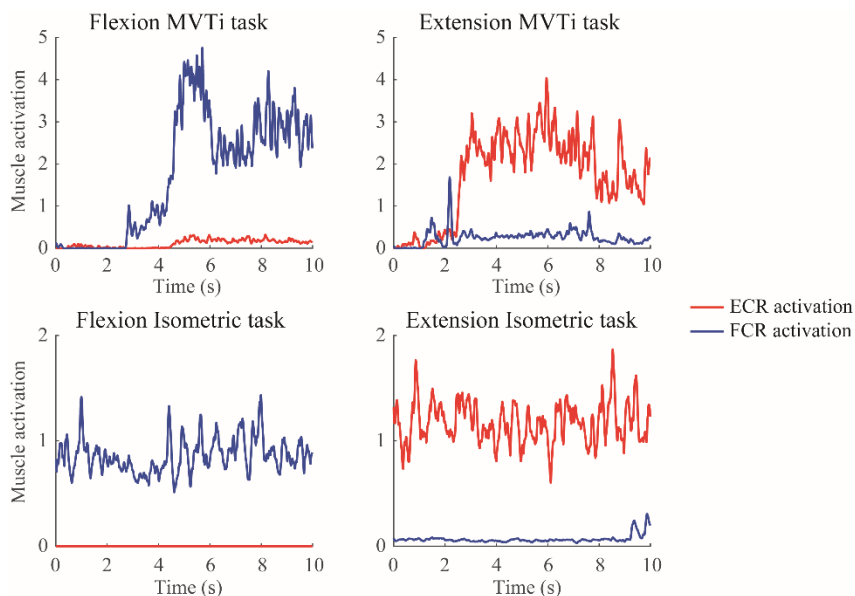 Flexion MVTi task
Extension MVTi task
Muscle activation
5
4
3
2
1
0
0 2 4 6 8 10
Time (s)
5
4
3
2
1
0
0 2 4 6 8 10
Time (s)
ECR activation
FCR activation
Flexion Isometric task
Extension Isometric task
Muscle activation
2
1
0
0 2 4 6 8 10
Time (s)
2
1
0
0 2 4 6 8 10
Time (s)